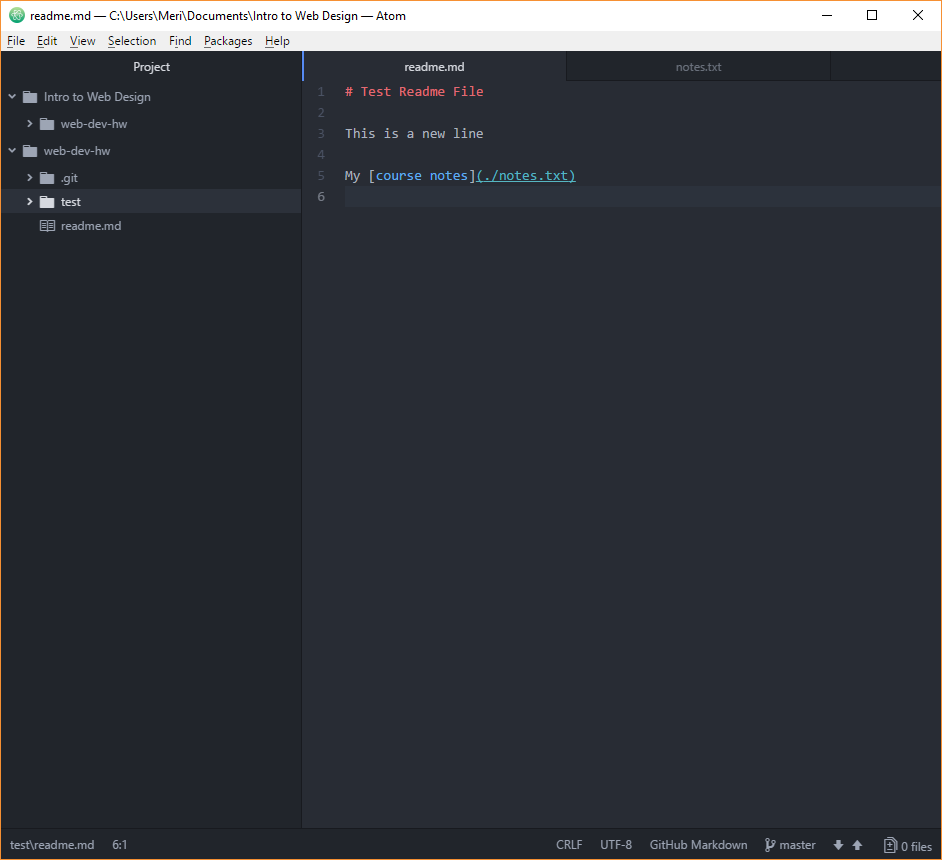 readme.md — C:\Users\Meri\Documents\Intro to Web Design — Atom
File Edit View Selection Find Packages Help
Project
Intro to Web Design
web-dev-hw
web-dev-hw
.git
test
readme.md
readme.md notes.txt
1 # Test Readme File
2
3 This is a new line
4
5 My [course notes](./notes.txt)
6
test\readme.md 6:1 CRLF UTF-8 GitHub Markdown master 0 files